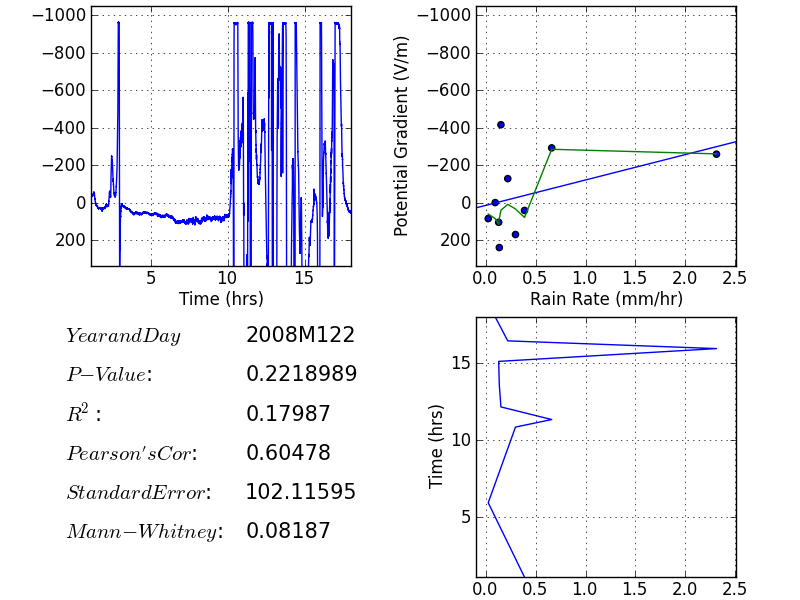 −1000
−800
−600
−400
−200
0
200
5 10 15
Time (hrs)
Potential Gradient (V/m)
−1000
−800
−600
−400
−200
0
200
0.0 0.5 1.0 1.5 2.0 2.5
Rain Rate (mm/hr)
YearandDay 2008M122
P−Value: 0.2218989
R²: 0.17987
Pearson'sCor: 0.60478
StandardError: 102.11595
Mann−Whitney: 0.08187
Time (hrs)
15
10
5
0.0 0.5 1.0 1.5 2.0 2.5